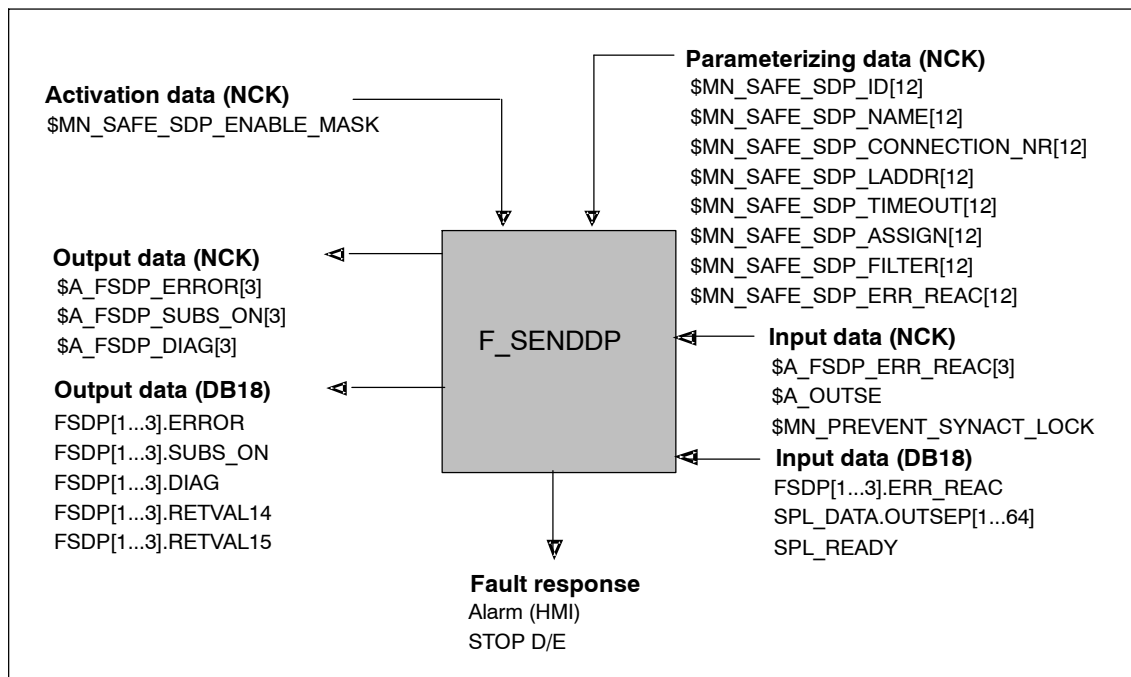 Activation data (NCK)
$MN_SAFE_SDP_ENABLE_MASK
Parameterizing data (NCK)
$MN_SAFE_SDP_ID[12]
$MN_SAFE_SDP_NAME[12]
$MN_SAFE_SDP_CONNECTION_NR[12]
$MN_SAFE_SDP_LADDR[12]
$MN_SAFE_SDP_TIMEOUT[12]
$MN_SAFE_SDP_ASSIGN[12]
$MN_SAFE_SDP_FILTER[12]
$MN_SAFE_SDP_ERR_REAC[12]
Output data (NCK)
$A_FSDP_ERROR[3]
$A_FSDP_SUBS_ON[3]
$A_FSDP_DIAG[3]
Output data (DB18)
FSDP[1...3].ERROR
FSDP[1...3].SUBS_ON
FSDP[1...3].DIAG
FSDP[1...3].RETVAL14
FSDP[1...3].RETVAL15
F_SENDDP
Input data (NCK)
$A_FSDP_ERR_REAC[3]
$A_OUTSE
$MN_PREVENT_SYNACT_LOCK
Input data (DB18)
FSDP[1...3].ERR_REAC
SPL_DATA.OUTSEP[1...64]
SPL_READY
Fault response
Alarm (HMI)
STOP D/E